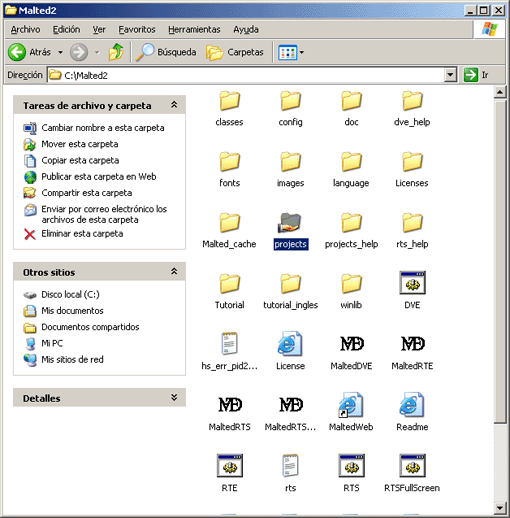 Malted2
Archivo Edición Ver Favoritos Herramientas Ayuda
Atrás Búsqueda Carpetas
Dirección C:\Malted2 Ir
Tareas de archivo y carpeta
Cambiar nombre a esta carpeta
Mover esta carpeta
Copiar esta carpeta
Publicar esta carpeta en Web
Compartir esta carpeta
Enviar por correo electrónico los
archivos de esta carpeta
Eliminar esta carpeta
Otros sitios
Disco local (C:)
Mis documentos
Documentos compartidos
Mi PC
Mis sitios de red
Detalles
classes config doc dve_help
fonts images language Licenses
Malted_cache projects projects_help rts_help
Tutorial tutorial_ingles winlib DVE
hs_err_pid2... License MaltedDVE MaltedRTE
MaltedRTS MaltedRTS... MaltedWeb Readme
RTE rts RTS RTSFullScreen